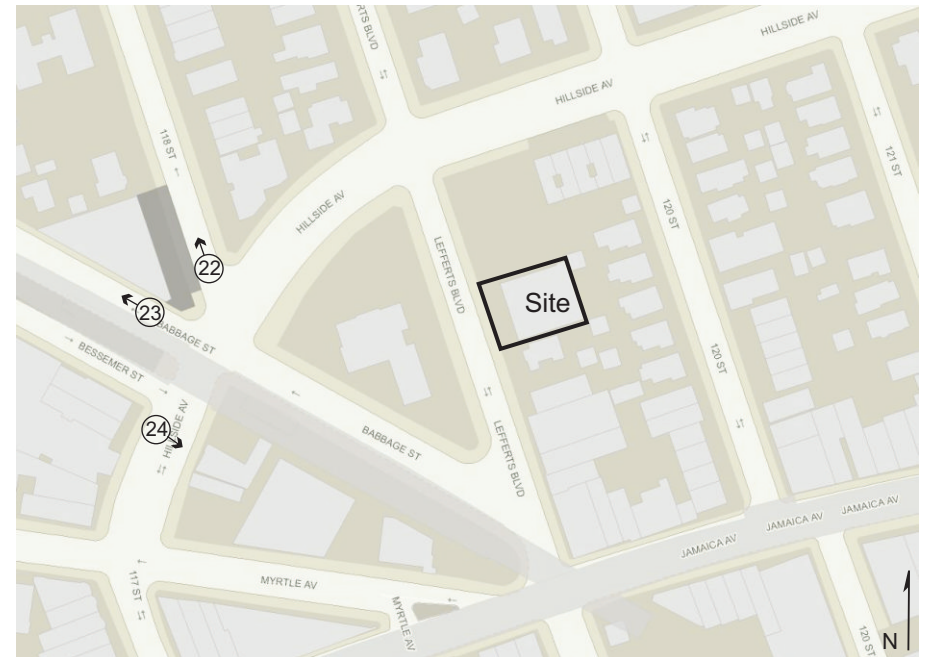 RTS BLVD
HILLSIDE AV
HILLSIDE AV
118 ST
HILLSIDE AV
121 ST
120 ST
LEFFERTS BLVD
22
Site
23
BABBAGE ST
BESSEMER ST
120 ST
HILLSIDE AV
24
BABBAGE ST
LEFFERTS BLVD
JAMAICA AV
JAMAICA AV
JAMAICA AV
MYRTLE AV
117 ST
MYRTLE AV
120 ST
N